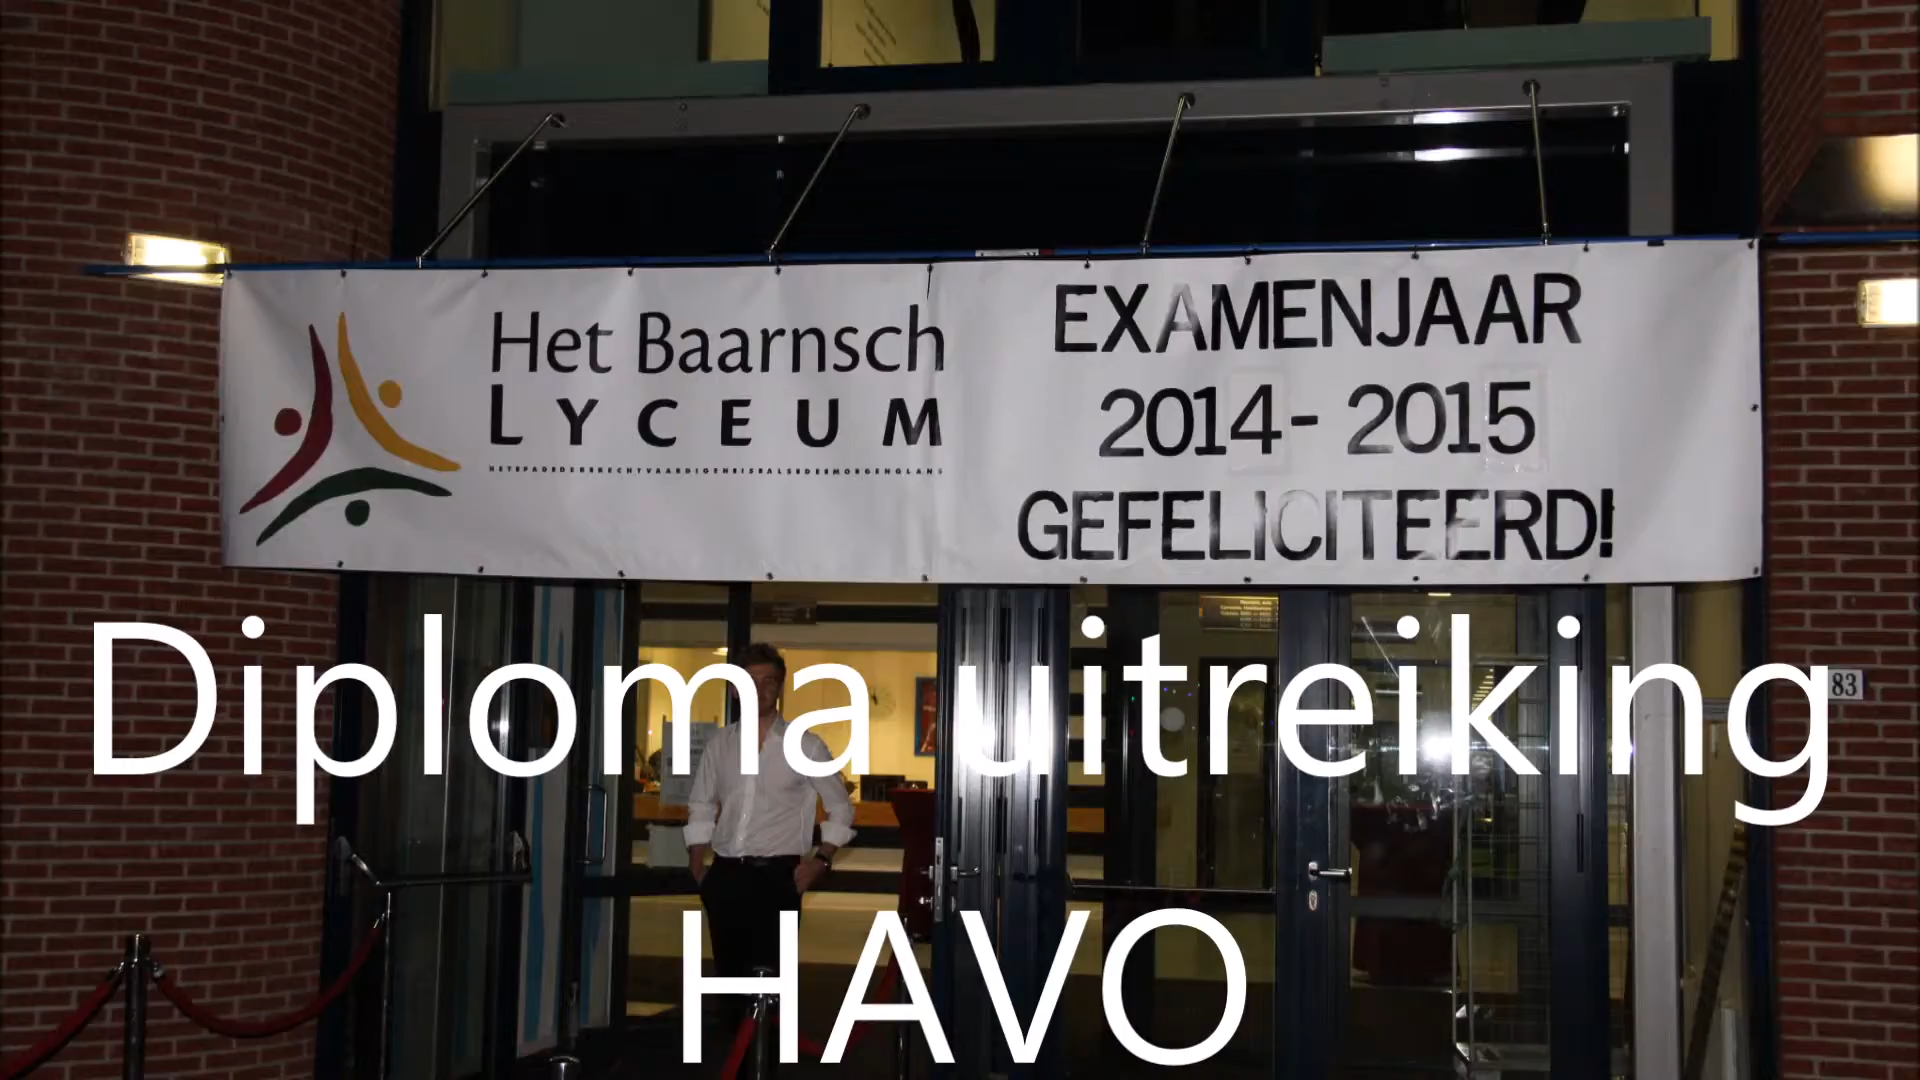 Het Baarnsch
LYCEUM
EXAMENJAAR
2014- 2015
GEFELICITEERD!
Diploma uitreiking
83
HAVO